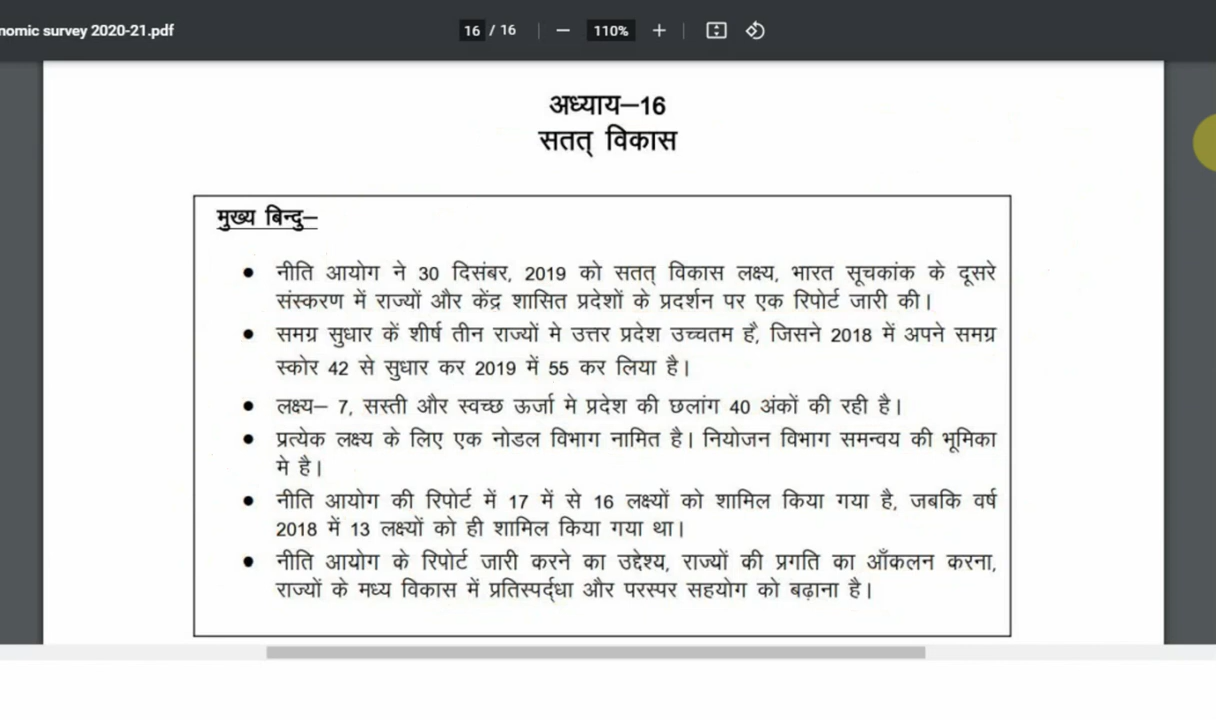 nomic survey 2020-21.pdf
16 / 16
110%
अध्याय–16
सतत् विकास
मुख्य बिन्दु–
• नीति आयोग ने 30 दिसंबर, 2019 को सतत् विकास लक्ष्य, भारत सूचकांक के दूसरे
संस्करण में राज्यों और केंद्र शासित प्रदेशों के प्रदर्शन पर एक रिपोर्ट जारी की।
• समग्र सुधार कें शीर्ष तीन राज्यों मे उत्तर प्रदेश उच्चतम है, जिसने 2018 में अपने समग्र
स्कोर 42 से सुधार कर 2019 में 55 कर लिया है।
• लक्ष्य– 7, सस्ती और स्वच्छ ऊर्जा मे प्रदेश की छलांग 40 अंकों की रही है।
• प्रत्येक लक्ष्य के लिए एक नोडल विभाग नामित है। नियोजन विभाग समन्वय की भूमिका
मे है।
• नीति आयोग की रिपोर्ट में 17 में से 16 लक्ष्यों को शामिल किया गया है, जबकि वर्ष
2018 में 13 लक्ष्यों को ही शामिल किया गया था।
• नीति आयोग के रिपोर्ट जारी करने का उद्देश्य, राज्यों की प्रगति का आँकलन करना,
राज्यों के मध्य विकास में प्रतिस्पर्द्धा और परस्पर सहयोग को बढ़ाना है।